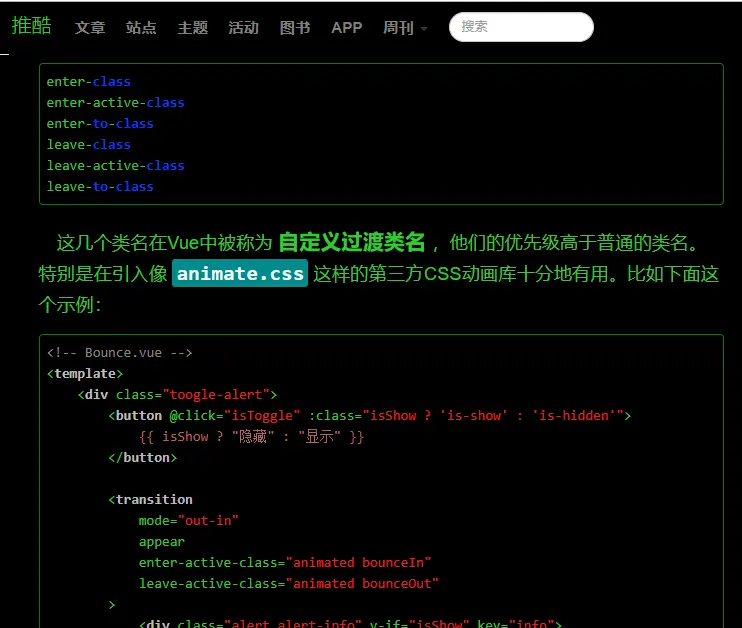 推酷 文章 站点 主题 活动 图书 APP 周刊 搜索
enter-class
enter-active-class
enter-to-class
leave-class
leave-active-class
leave-to-class
这几个类名在Vue中被称为 自定义过渡类名 ，他们的优先级高于普通的类名。
特别是在引入像 animate.css 这样的第三方CSS动画库十分地有用。比如下面这
个示例：
<!-- Bounce.vue -->
<template>
<div class="toogle-alert">
<button @click="isToggle" :class="isShow ? 'is-show' : 'is-hidden'">
{{ isShow ? "隐藏" : "显示" }}
</button>
<transition
mode="out-in"
appear
enter-active-class="animated bounceIn"
leave-active-class="animated bounceOut"
>
<div class="alert alert-info" v-if="isShow" key="info">